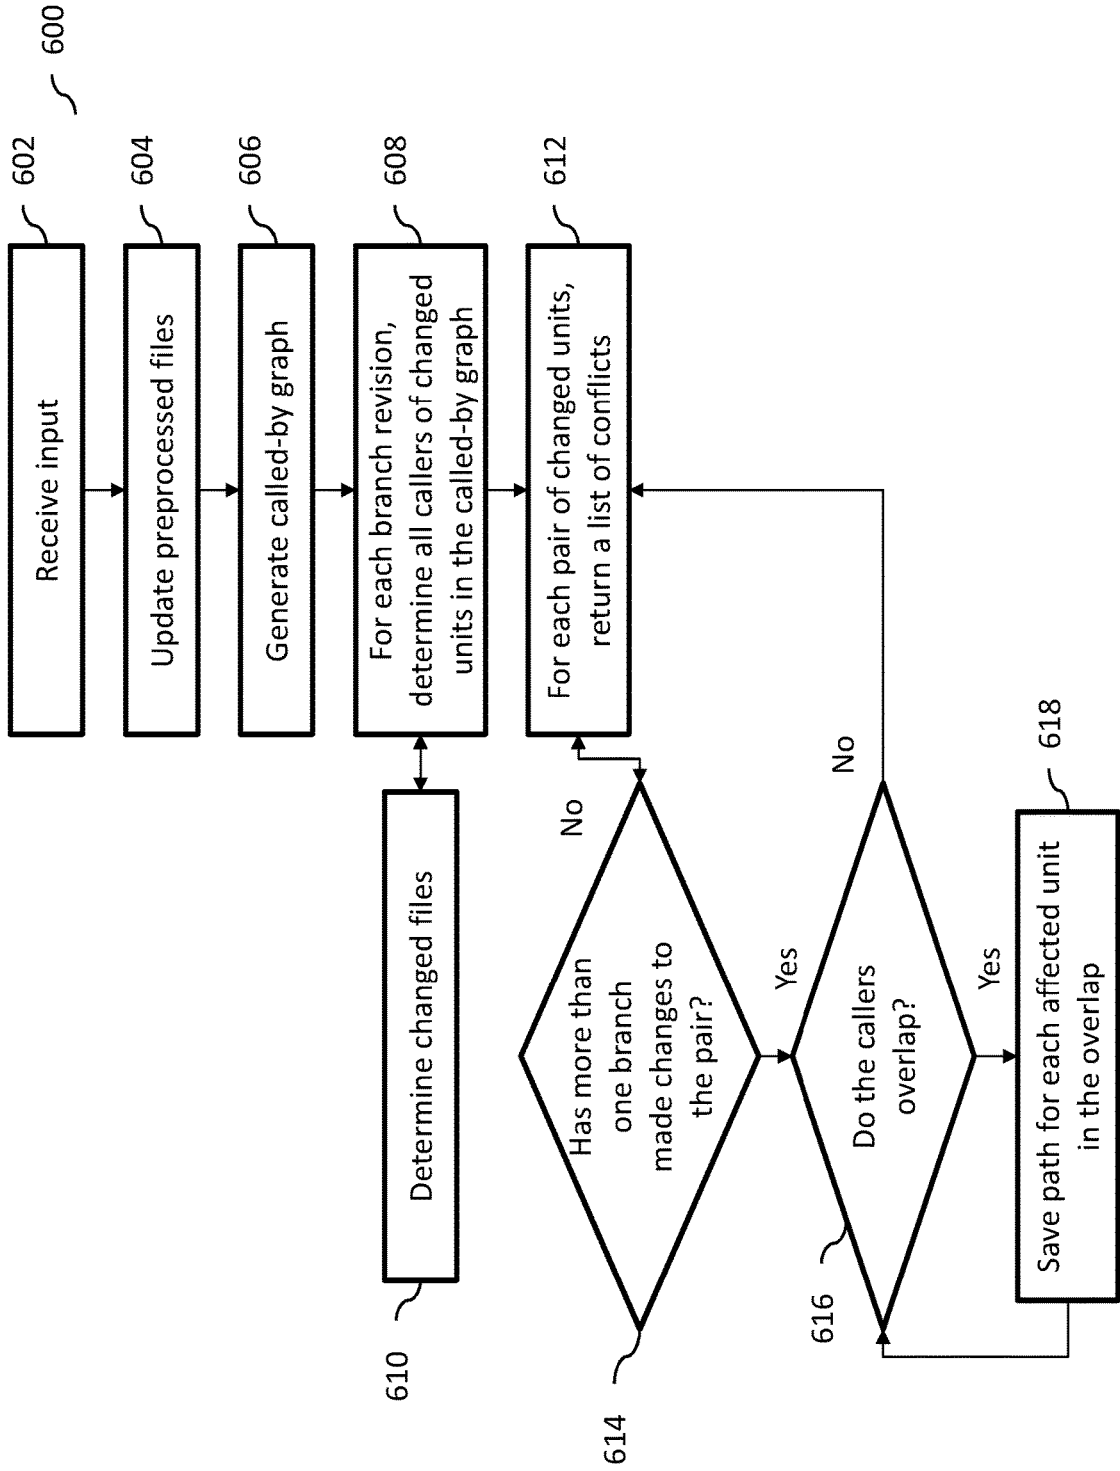 600
602
Receive input
604
Update preprocessed files
606
Generate called-by graph
608
For each branch revision,
determine all callers of changed
units in the called-by graph
610
Determine changed files
612
For each pair of changed units,
return a list of conflicts
614
Has more than
one branch
made changes to
the pair?
No
Yes
616
Do the callers
overlap?
No
Yes
618
Save path for each affected unit
in the overlap